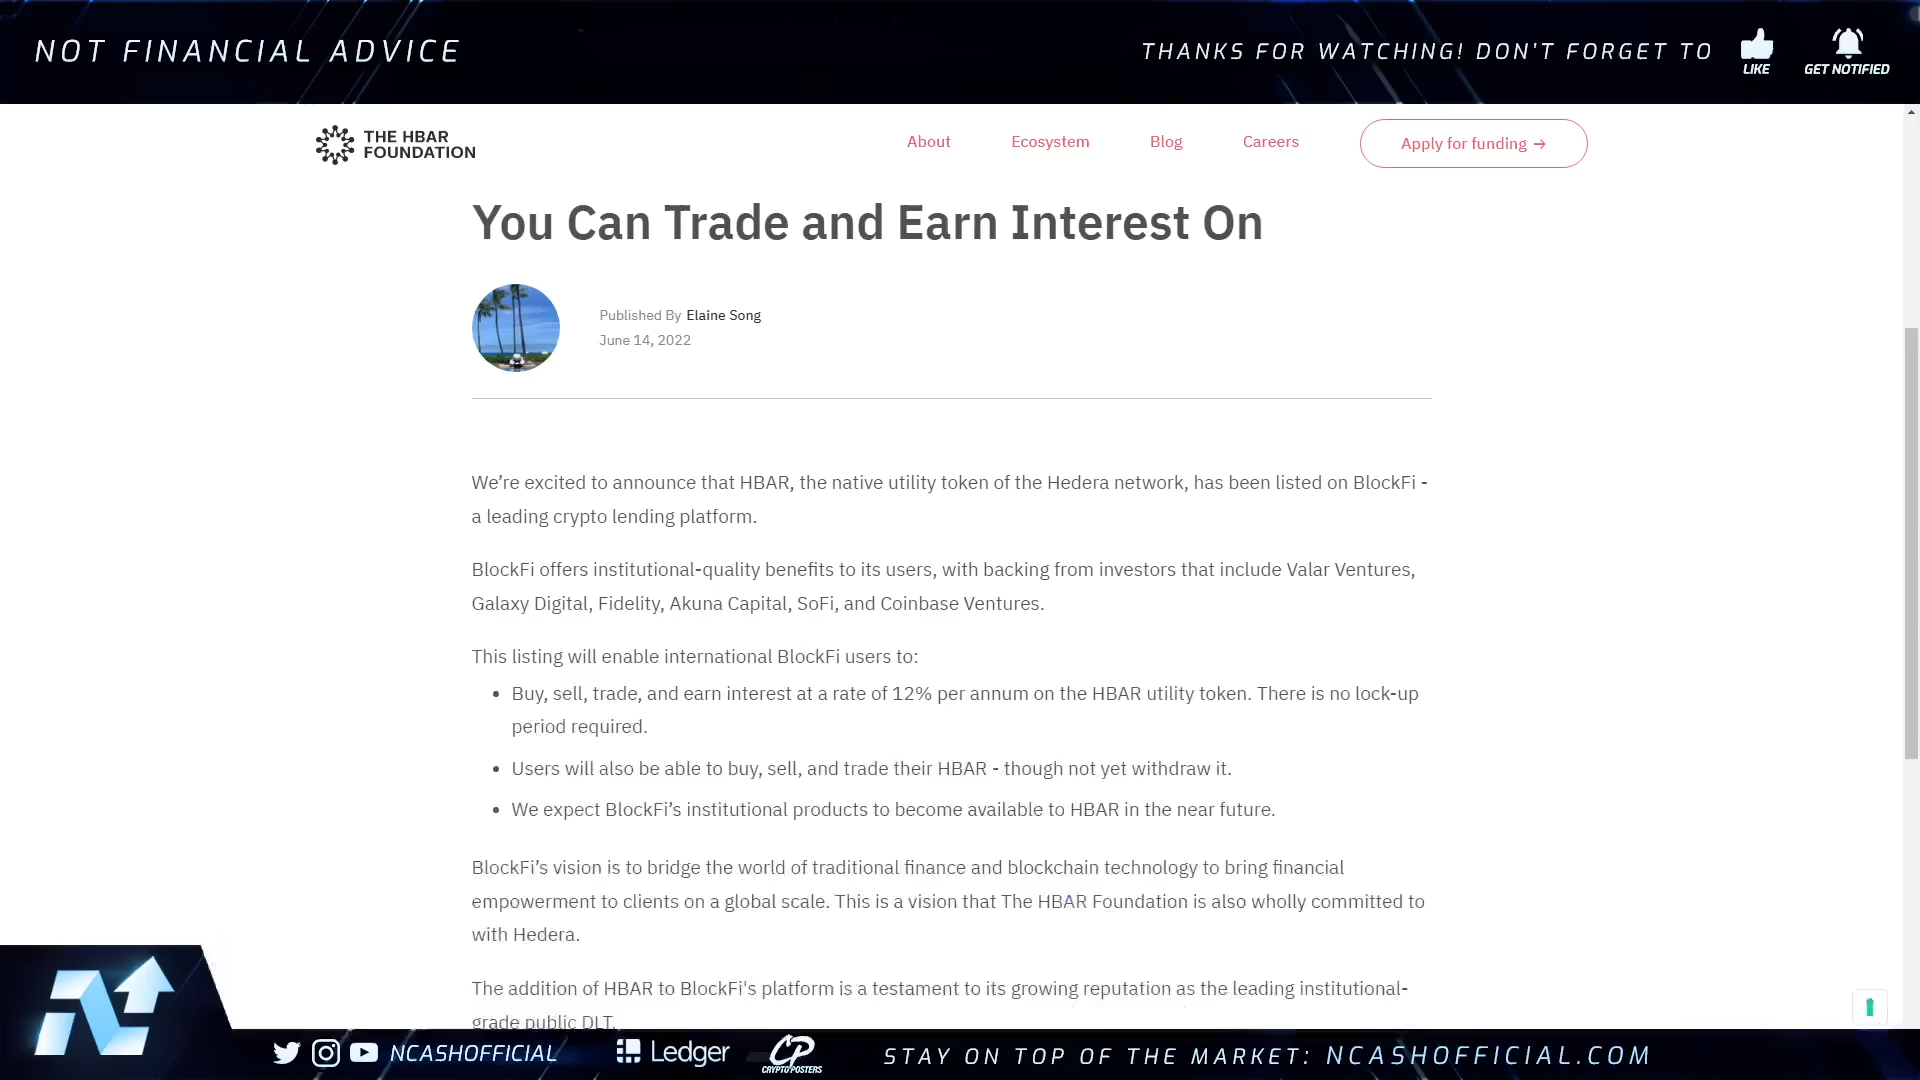 NOT FINANCIAL ADVICE
THANKS FOR WATCHING! DON'T FORGET TO
LIKE
GET NOTIFIED
THE HBAR
FOUNDATION
About
Ecosystem
Blog
Careers
Apply for funding →
You Can Trade and Earn Interest On
Published By Elaine Song
June 14, 2022
We’re excited to announce that HBAR, the native utility token of the Hedera network, has been listed on BlockFi -
a leading crypto lending platform.
BlockFi offers institutional-quality benefits to its users, with backing from investors that include Valar Ventures,
Galaxy Digital, Fidelity, Akuna Capital, SoFi, and Coinbase Ventures.
This listing will enable international BlockFi users to:
• Buy, sell, trade, and earn interest at a rate of 12% per annum on the HBAR utility token. There is no lock-up
period required.
• Users will also be able to buy, sell, and trade their HBAR - though not yet withdraw it.
• We expect BlockFi’s institutional products to become available to HBAR in the near future.
BlockFi’s vision is to bridge the world of traditional finance and blockchain technology to bring financial
empowerment to clients on a global scale. This is a vision that The HBAR Foundation is also wholly committed to
with Hedera.
The addition of HBAR to BlockFi's platform is a testament to its growing reputation as the leading institutional-
grade public DLT.
NCASHOFFICIAL
Ledger
CP
CRYPTOPOSTERS
STAY ON TOP OF THE MARKET: NCASHOFFICIAL.COM